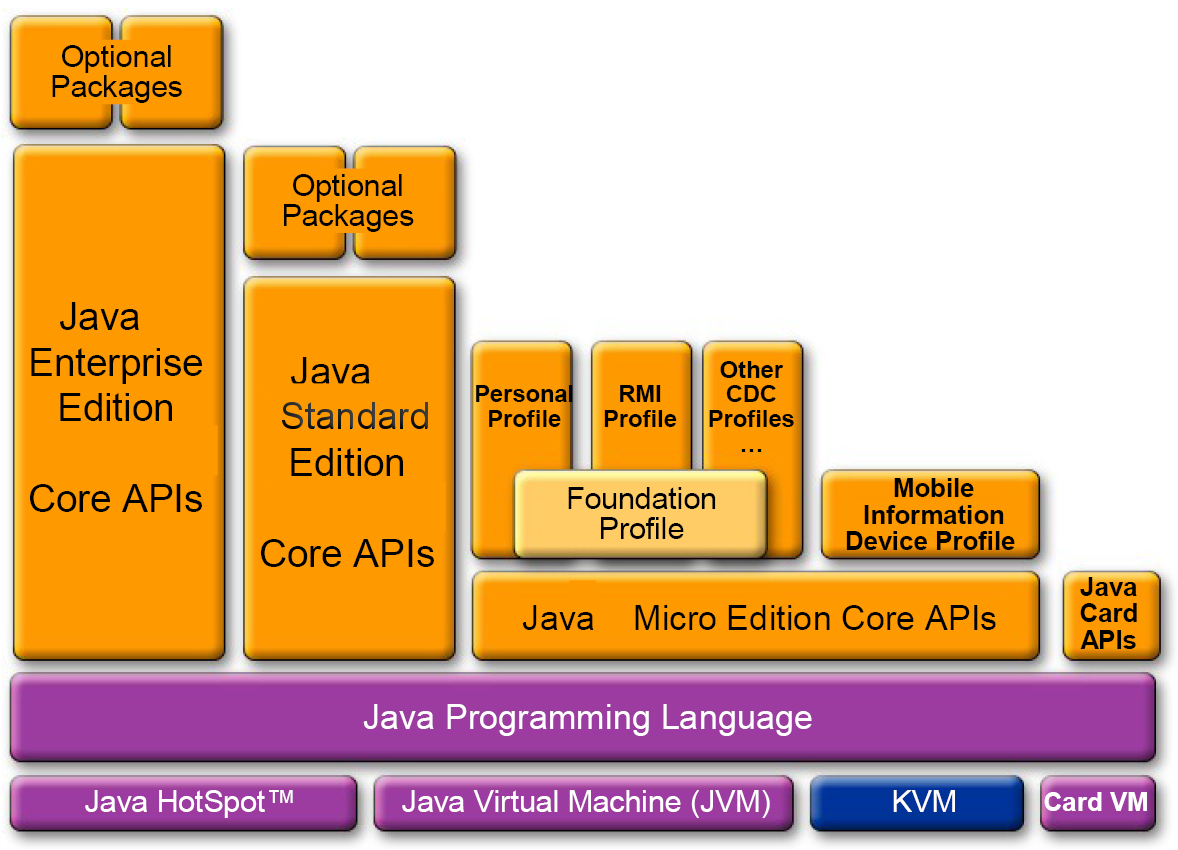 Optional
Packages
Optional
Packages
Java
Enterprise
Edition
Core APIs
Java
Standard
Edition
Core APIs
Personal
Profile
RMI
Profile
Other
CDC
Profiles
...
Foundation
Profile
Mobile
Information
Device Profile
Java Micro Edition Core APIs
Java
Card
APIs
Java Programming Language
Java HotSpot™
Java Virtual Machine (JVM)
KVM
Card VM